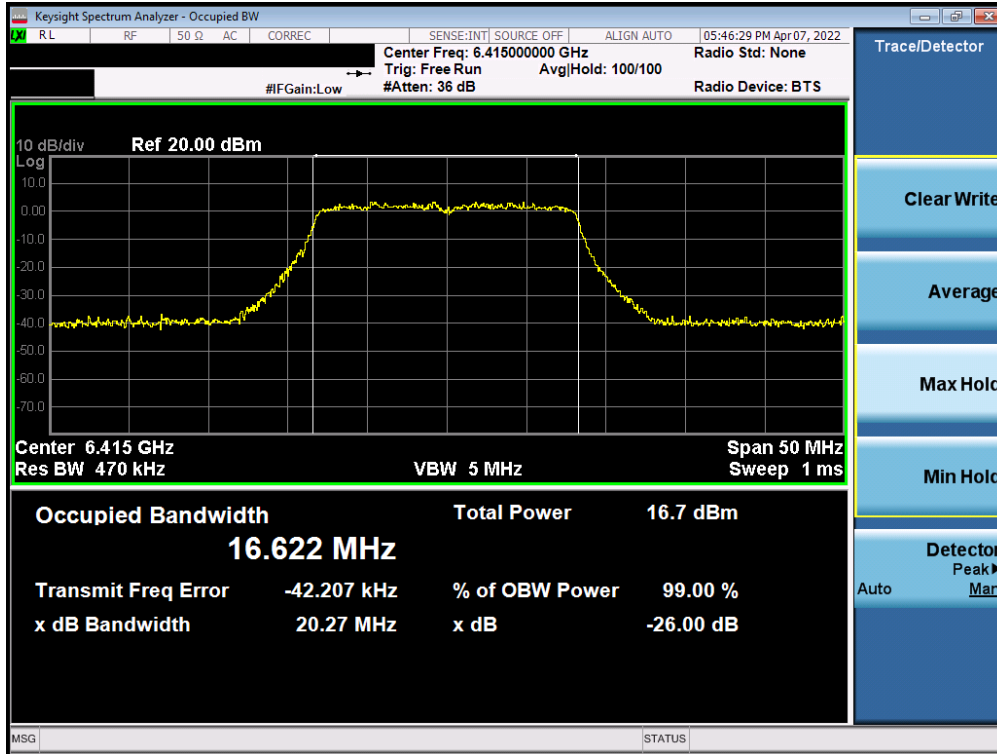 Keysight Spectrum Analyzer - Occupied BW
LXI RL RF 50 Ω AC CORREC SENSE:INT SOURCE OFF ALIGN AUTO 05:46:29 PM Apr 07, 2022
Center Freq: 6.415000000 GHz Radio Std: None
Trig: Free Run Avg|Hold: 100/100
#IFGain:Low #Atten: 36 dB Radio Device: BTS
Trace/Detector
10 dB/div Ref 20.00 dBm
Log
10.0
0.00
-10.0
-20.0
-30.0
-40.0
-50.0
-60.0
-70.0
Center 6.415 GHz Span 50 MHz
Res BW 470 kHz VBW 5 MHz Sweep 1 ms
Occupied Bandwidth Total Power 16.7 dBm
16.622 MHz
Transmit Freq Error -42.207 kHz % of OBW Power 99.00 %
x dB Bandwidth 20.27 MHz x dB -26.00 dB
Clear Write
Average
Max Hold
Min Hold
Detector
Peak
Auto Man
MSG STATUS